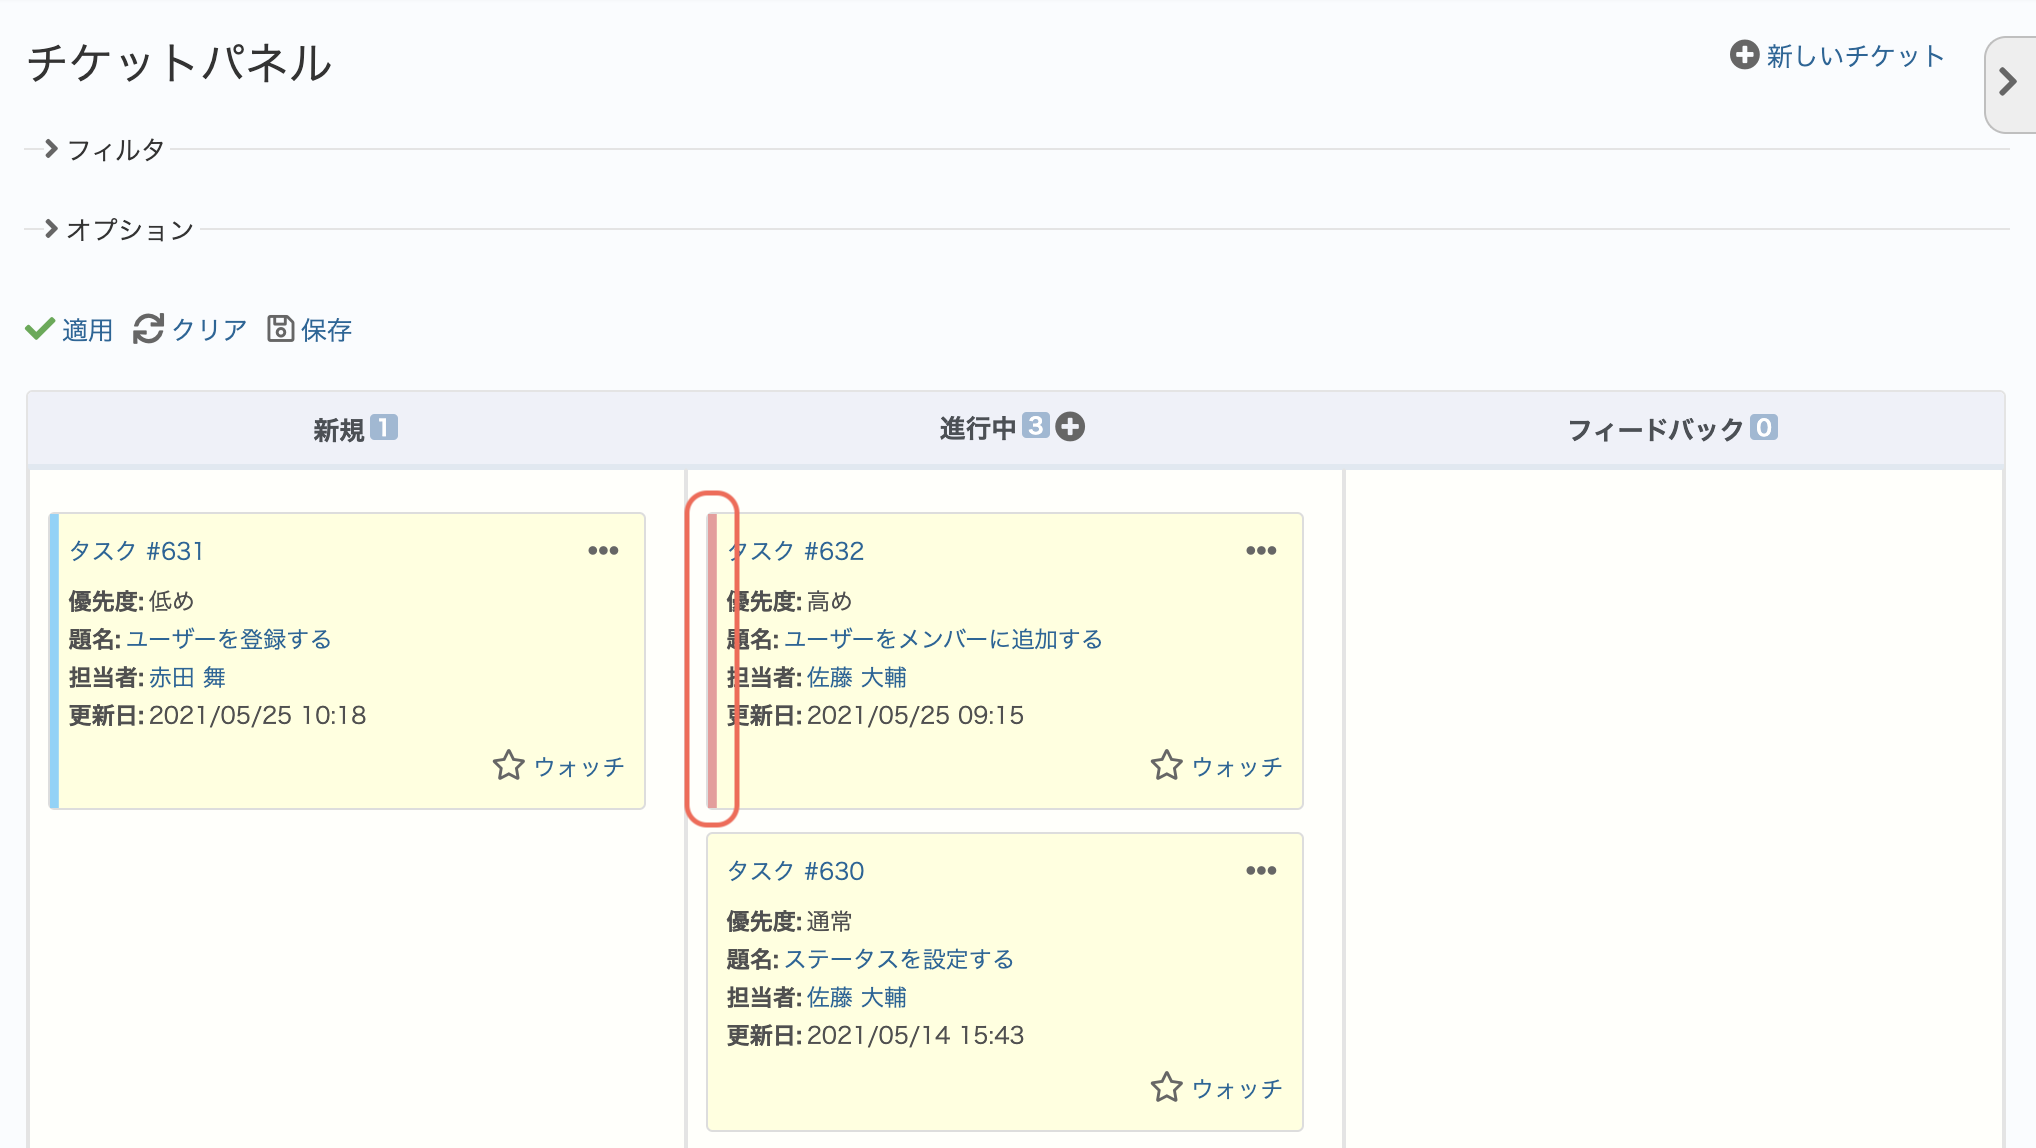 チケットパネル
新しいチケット
フィルタ
オプション
適用 クリア 保存
新規 1
進行中 3
フィードバック 0
タスク #631
優先度: 低め
題名: ユーザーを登録する
担当者: 赤田 舞
更新日: 2021/05/25 10:18
ウォッチ
タスク #632
優先度: 高め
題名: ユーザーをメンバーに追加する
担当者: 佐藤 大輔
更新日: 2021/05/25 09:15
ウォッチ
タスク #630
優先度: 通常
題名: ステータスを設定する
担当者: 佐藤 大輔
更新日: 2021/05/14 15:43
ウォッチ